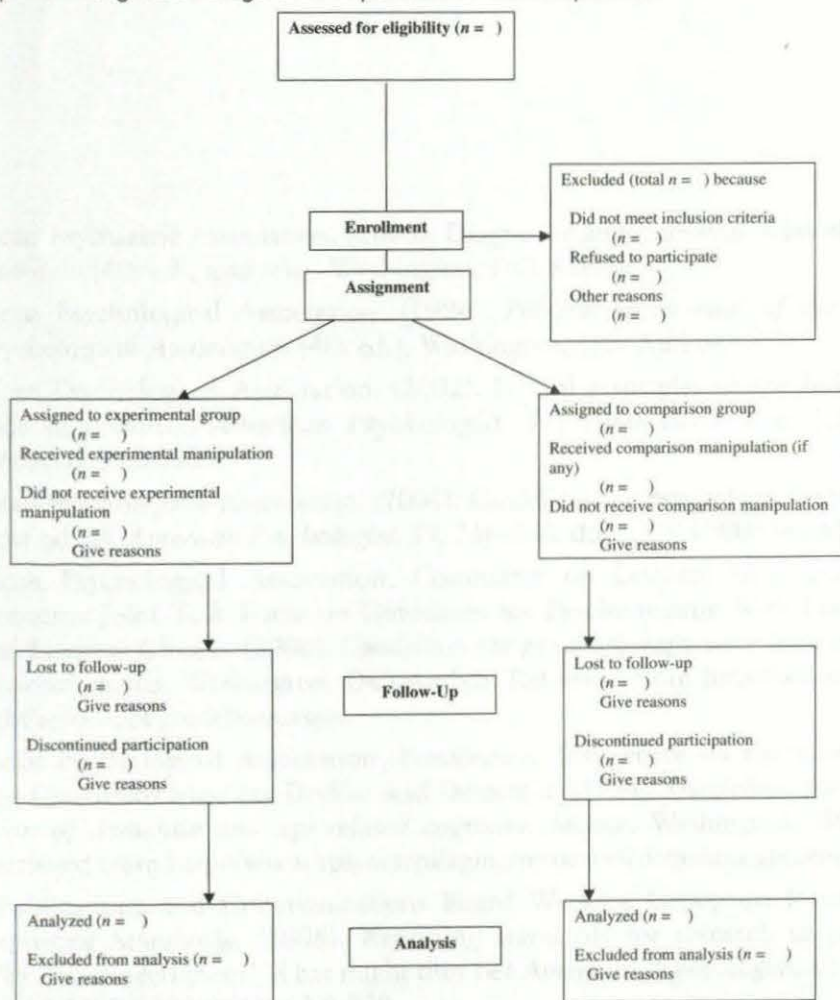 Assessed for eligibility (n = )
Excluded (total n = ) because
Did not meet inclusion criteria
(n = )
Refused to participate
(n = )
Other reasons
(n = )
Enrollment
Assignment
Assigned to experimental group
(n = )
Received experimental manipulation
(n = )
Did not receive experimental
manipulation
(n = )
Give reasons
Assigned to comparison group
(n = )
Received comparison manipulation (if
any)
(n = )
Did not receive comparison manipulation
(n = )
Give reasons
Lost to follow-up
(n = )
Give reasons
Discontinued participation
(n = )
Give reasons
Follow-Up
Lost to follow-up
(n = )
Give reasons
Discontinued participation
(n = )
Give reasons
Analyzed (n = )
Excluded from analysis (n = )
Give reasons
Analysis
Analyzed (n = )
Excluded from analysis (n = )
Give reasons